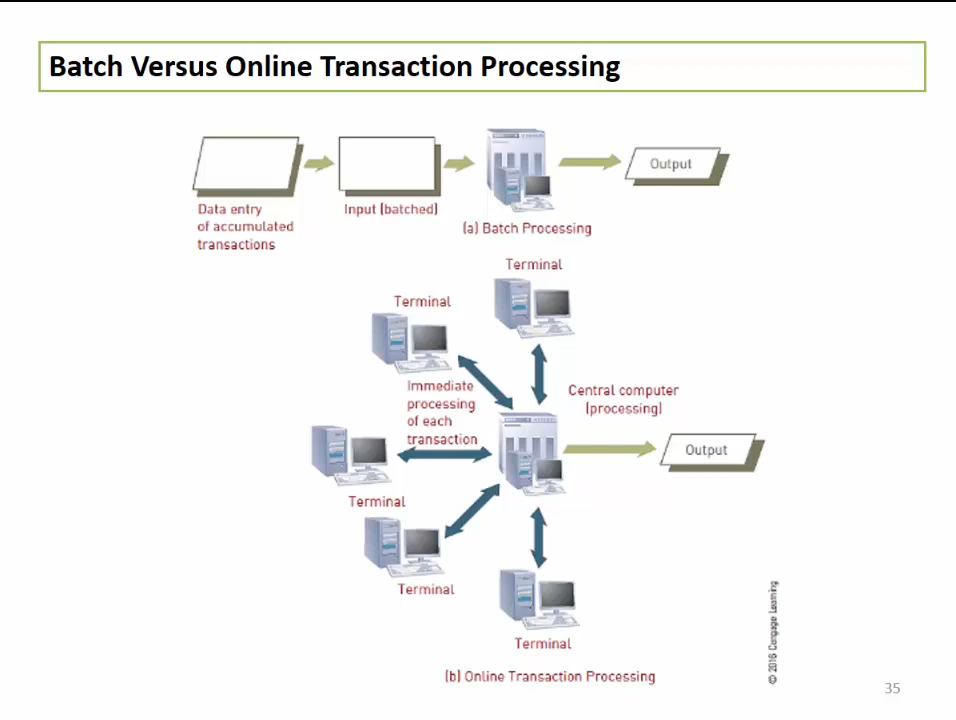 Batch Versus Online Transaction Processing
Output
Data entry
of accumulated
transactions
Input (batched)
(a) Batch Processing
Terminal
Terminal
Immediate
processing
of each
transaction
Central computer
(processing)
Output
Terminal
Terminal
Terminal
(b) Online Transaction Processing
© 2016 Cengage Learning
35